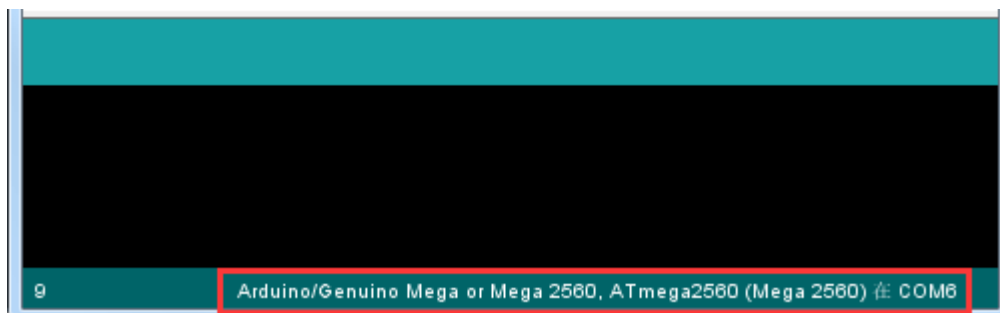 9 Arduino/Genuino Mega or Mega 2560, ATmega2560 (Mega 2560) 在 COM6